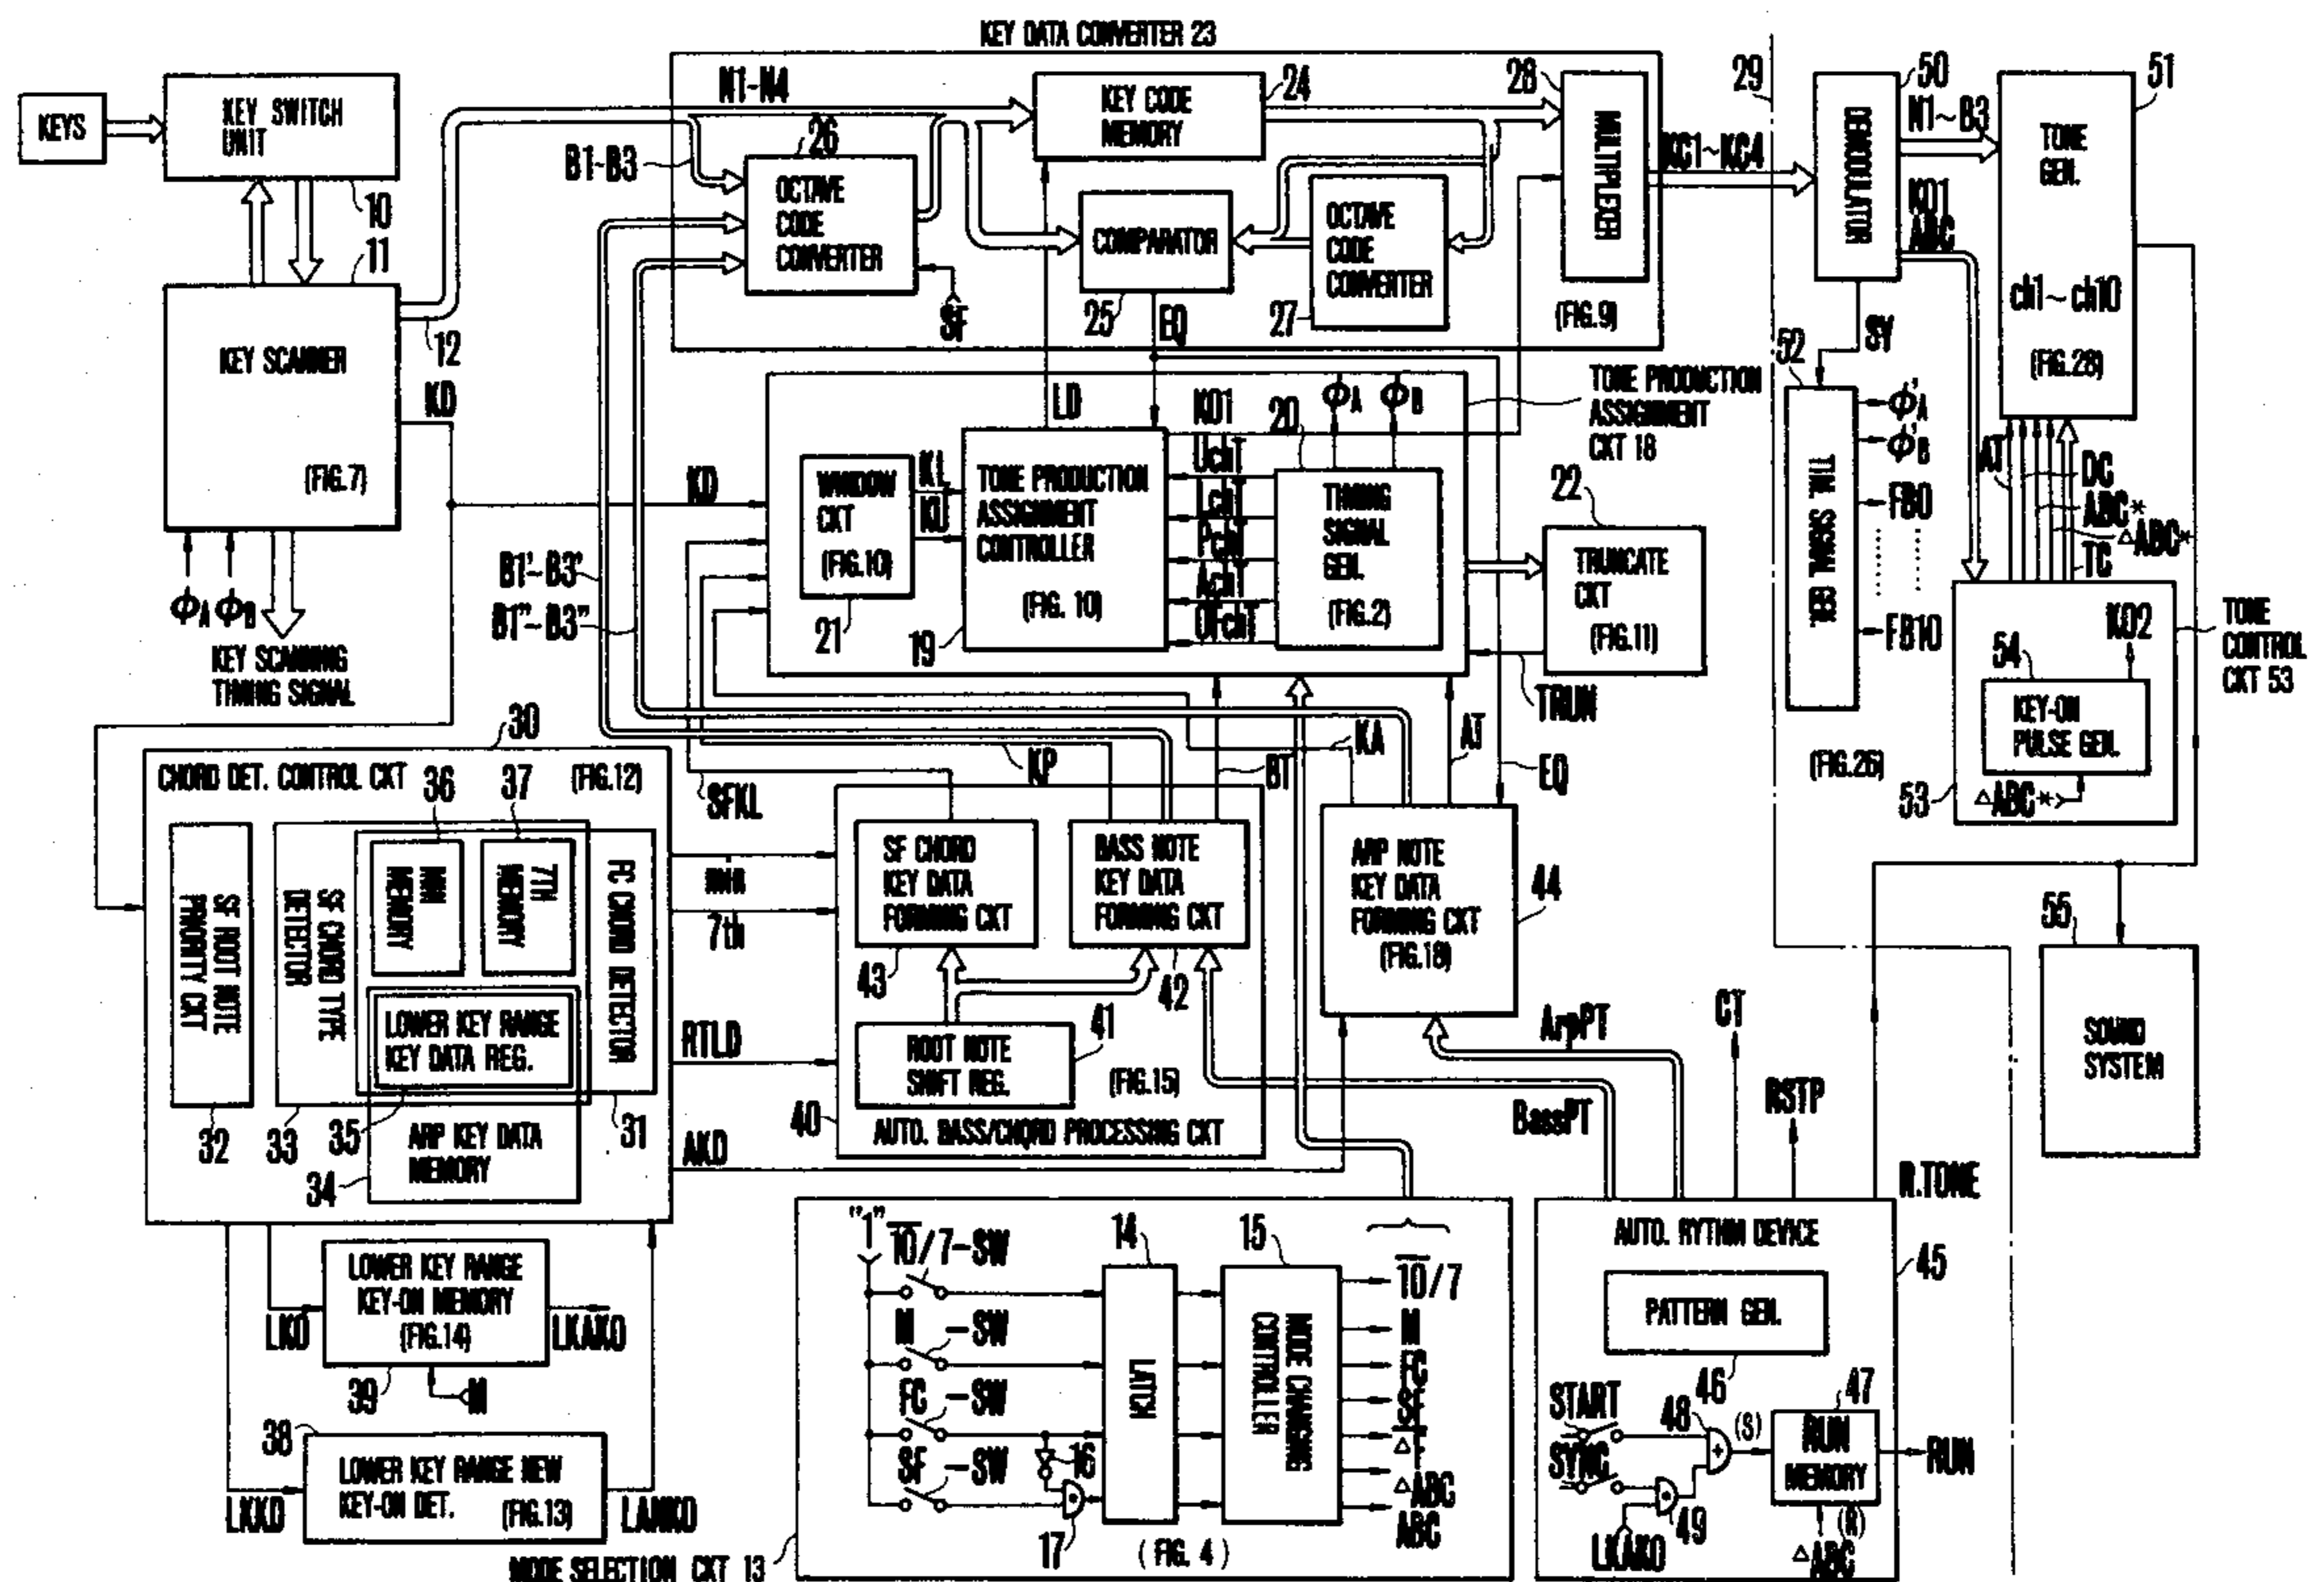 KEY DATA CONVERTER 23
KEYS
KEY SWITCH
UNIT
10
11
KEY SCANNER
(FIG.7)
12
KD
ΦA ΦB
KEY SCANNING
TIMING SIGNAL
N1-N4
B1-B3
26
OCTAVE
CODE
CONVERTER
SF
KEY CODE
MEMORY
24
COMPARATOR
25
EQ
OCTAVE
CODE
CONVERTER
27
28
MULTIPLEXER
(FIG.9)
KC1~KC4
29
50
DEMODULATOR
N1~B3
KO1
ABC
SY
51
TONE
GEN.
ch1~ch10
(FIG.28)
52
TIM. SIGNAL GEN.
Φ'A
Φ'B
FB0
FB10
(FIG.26)
AT
DC
ABC*
△ABC*
TC
TONE
CONTROL
CKT 53
54
KO2
KEY-ON
PULSE GEN.
△ABC*
53
55
SOUND
SYSTEM
TONE PRODUCTION
ASSIGNMENT
CKT 18
LD
KO1
20
ΦA ΦB
KD
WINDOW
CKT
(FIG.10)
21
KL
KU
TONE PRODUCTION
ASSIGNMENT
CONTROLLER
(FIG. 10)
19
UchT
LchT
PchT
AchT
OFchT
TIMING
SIGNAL
GEN.
(FIG.2)
22
TRUNCATE
CKT
(FIG.11)
TRUN
B1'-B3'
B1"-B3"
SFKL
KP
BT
KA
AT
EQ
30
CHORD DET. CONTROL CKT
(FIG.12)
36
37
SF ROOT NOTE
PRIORITY CKT
32
SF CHORD TYPE
DETECTOR
33
MIN
MEMORY
7TH
MEMORY
FC CHORD DETECTOR
31
LOWER KEY RANGE
KEY DATA REG.
35
ARP KEY DATA
MEMORY
34
min
7th
RTLD
AKD
SF CHORD
KEY DATA
FORMING CKT
43
BASS NOTE
KEY DATA
FORMING CKT
42
ROOT NOTE
SHIFT REG.
41
(FIG.15)
40
AUTO. BASS/CHORD PROCESSING CKT
ARP NOTE
KEY DATA
FORMING CKT
(FIG.18)
44
ArpPT
BassPT
CT
RSTP
R.TONE
LKO
LOWER KEY RANGE
KEY-ON MEMORY
(FIG.14)
39
M
LKAKO
38
LKKD
LOWER KEY RANGE NEW
KEY-ON DET.
(FIG.13)
LANKO
MODE SELECTION CKT 13
"1"
10/7-SW
M -SW
FC -SW
SF -SW
16
17
14
LATCH
15
MODE CHANGING
CONTROLLER
10/7
M
FC
SF
△ABC
ABC
(FIG. 4)
AUTO. RYTHM DEVICE
45
PATTERN GEN.
46
START
SYNC
LKAKO
48
49
(S)
47
RUN
MEMORY
(R)
△ABC
RUN